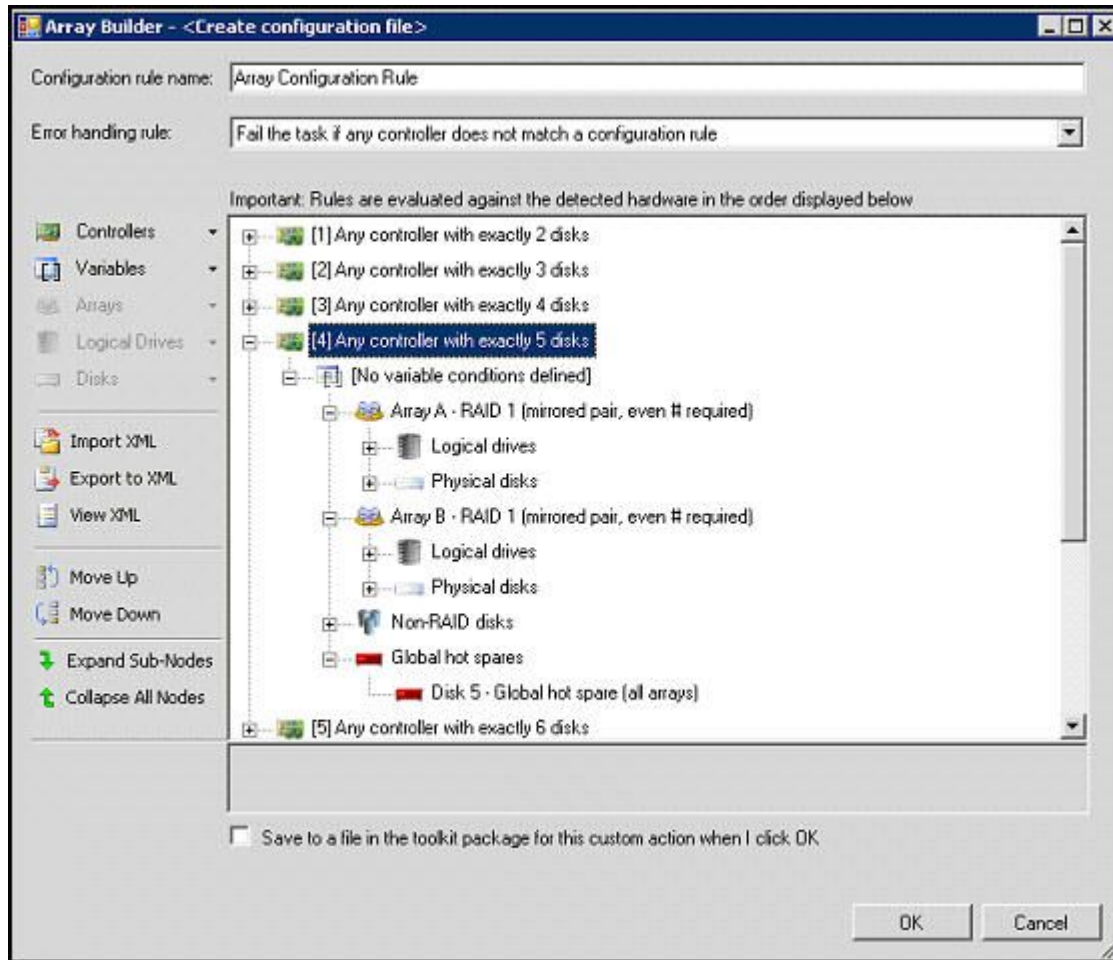 Array Builder - <Create configuration file>
Configuration rule name: Array Configuration Rule
Error handling rule: Fail the task if any controller does not match a configuration rule
Important: Rules are evaluated against the detected hardware in the order displayed below
Controllers
Variables
Arrays
Logical Drives
Disks
Import XML
Export to XML
View XML
Move Up
Move Down
Expand Sub-Nodes
Collapse All Nodes
[1] Any controller with exactly 2 disks
[2] Any controller with exactly 3 disks
[3] Any controller with exactly 4 disks
[4] Any controller with exactly 5 disks
[No variable conditions defined]
Array A - RAID 1 (mirrored pair, even # required)
Logical drives
Physical disks
Array B - RAID 1 (mirrored pair, even # required)
Logical drives
Physical disks
Non-RAID disks
Global hot spares
Disk 5 - Global hot spare (all arrays)
[5] Any controller with exactly 6 disks
Save to a file in the toolkit package for this custom action when I click OK
OK
Cancel